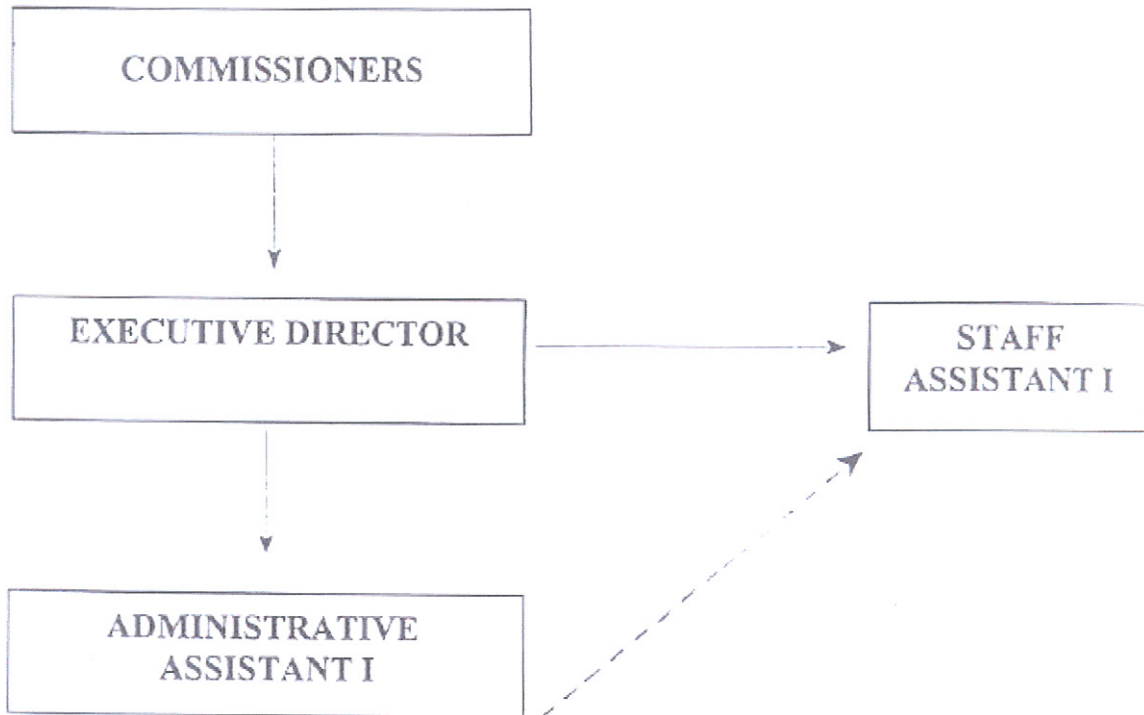 COMMISSIONERS
EXECUTIVE DIRECTOR
STAFF
ASSISTANT I
ADMINISTRATIVE
ASSISTANT I